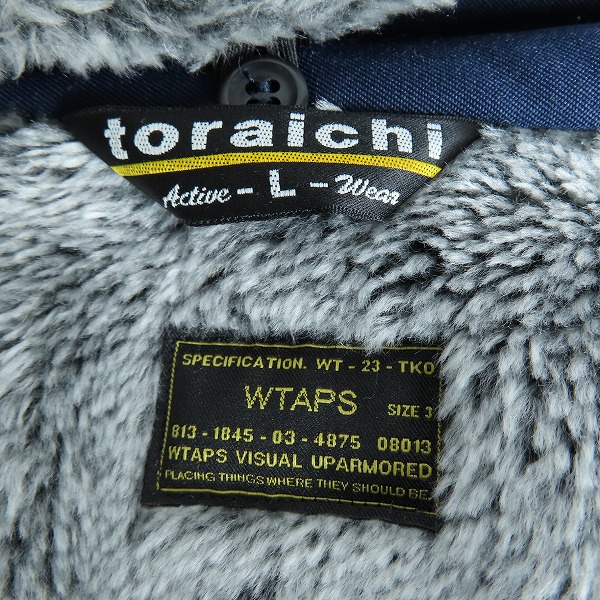 toraichi
Active - L - Wear
SPECIFICATION. WT - 23 - TKO
WTAPS SIZE 3
813 - 1845 - 03 - 4875 08013
WTAPS VISUAL UPARMORED
PLACING THINGS WHERE THEY SHOULD BE